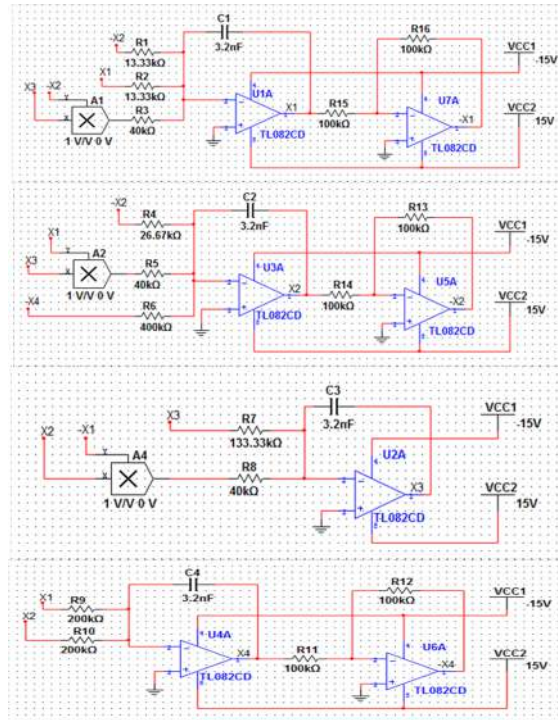 C1
3.2nF
R16
100kΩ
VCC1
-15V
-X2
R1
13.33kΩ
X1
R2
13.33kΩ
X3
-X2
A1
R3
40kΩ
1 V/V 0 V
U1A
X1
R15
100kΩ
U7A
-X1
VCC2
15V
TL082CD
TL082CD
C2
3.2nF
R13
100kΩ
VCC1
-15V
-X2
R4
26.67kΩ
X1
X3
A2
R5
40kΩ
1 V/V 0 V
X4
R6
400kΩ
U3A
X2
R14
100kΩ
U5A
-X2
VCC2
15V
TL082CD
TL082CD
C3
3.2nF
X3
R7
133.33kΩ
VCC1
-15V
X2
-X1
A4
R8
40kΩ
1 V/V 0 V
U2A
X3
VCC2
15V
TL082CD
C4
3.2nF
R12
100kΩ
VCC1
-15V
X1
R9
200kΩ
X2
R10
200kΩ
U4A
X4
R11
100kΩ
U6A
-X4
VCC2
15V
TL082CD
TL082CD